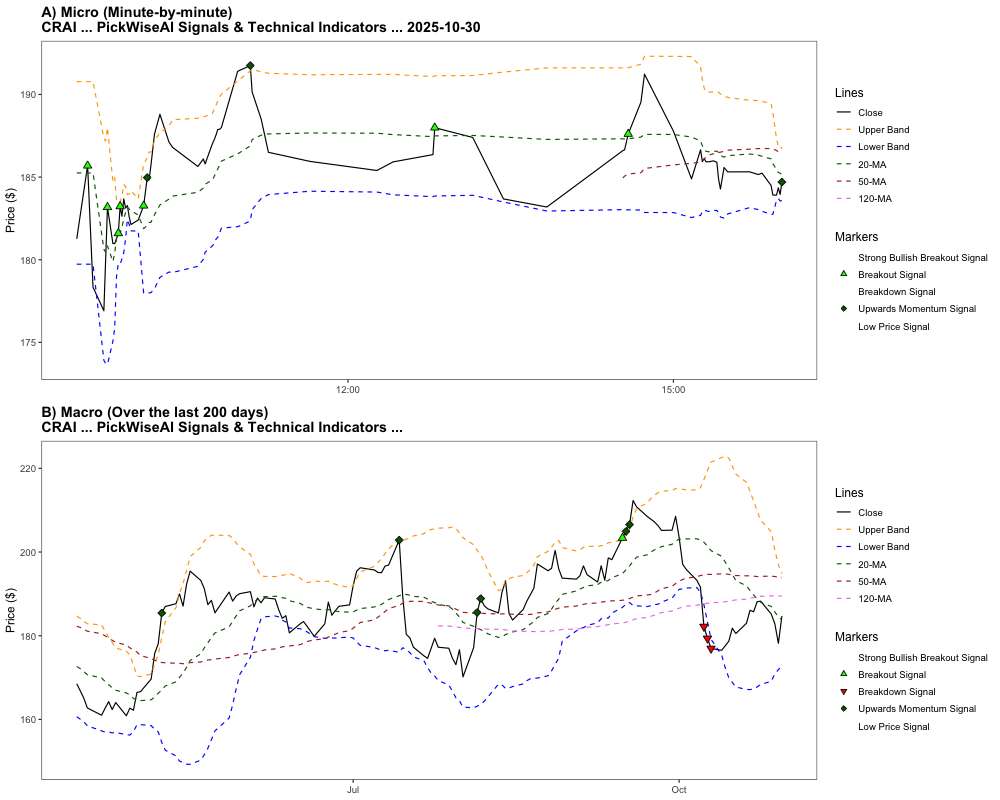 A) Micro (Minute-by-minute)
CRAI ... PickWiseAI Signals & Technical Indicators ... 2025-10-30
Price ($)
190
185
180
175
12:00
15:00
Lines
Close
Upper Band
Lower Band
20-MA
50-MA
120-MA
Markers
Strong Bullish Breakout Signal
Breakout Signal
Breakdown Signal
Upwards Momentum Signal
Low Price Signal
B) Macro (Over the last 200 days)
CRAI ... PickWiseAI Signals & Technical Indicators ...
Price ($)
220
200
180
160
Jul
Oct
Lines
Close
Upper Band
Lower Band
20-MA
50-MA
120-MA
Markers
Strong Bullish Breakout Signal
Breakout Signal
Breakdown Signal
Upwards Momentum Signal
Low Price Signal